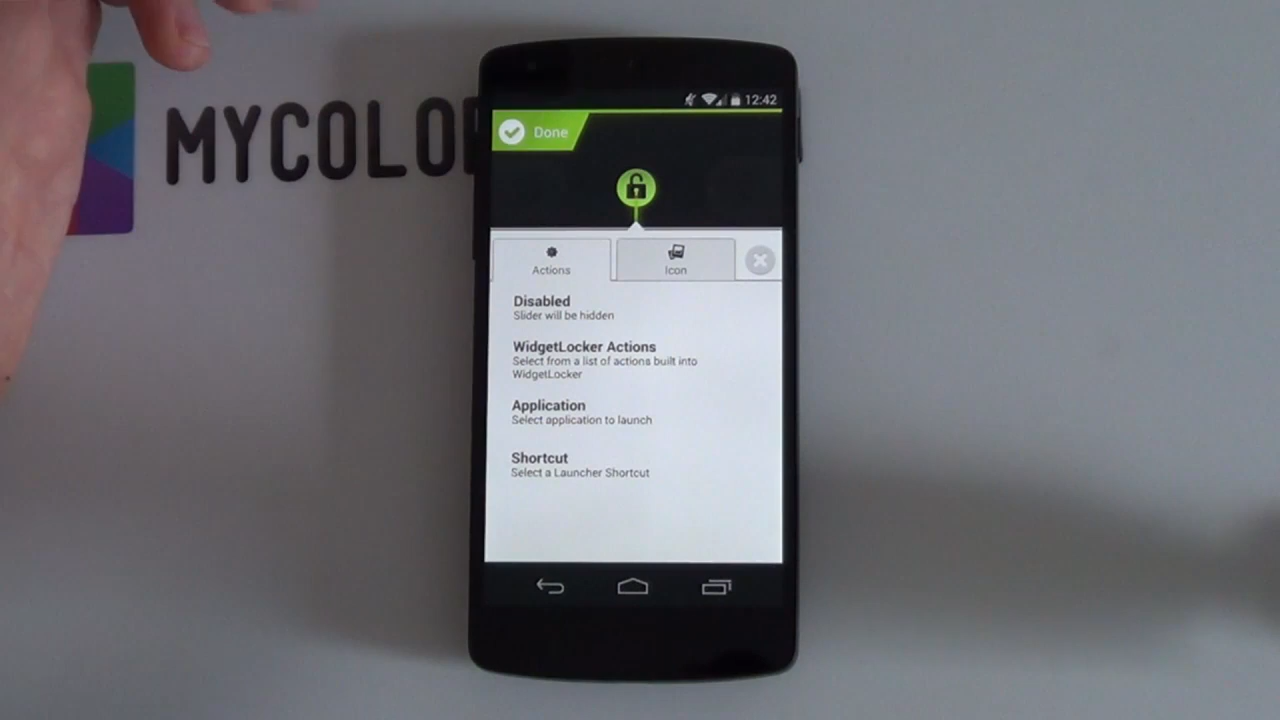 MYCOLOR
12:42
Done
Actions
Icon
Disabled
Slider will be hidden
WidgetLocker Actions
Select from a list of actions built into
WidgetLocker
Application
Select application to launch
Shortcut
Select a Launcher Shortcut